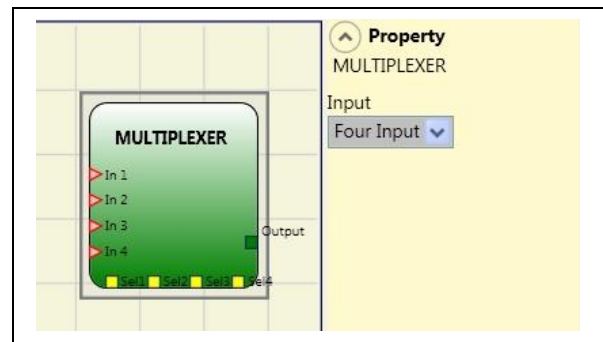 MULTIPLEXER
In 1
In 2
In 3
In 4
Output
Sel1 Sel2 Sel3 Sel4
Property
MULTIPLEXER
Input
Four Input